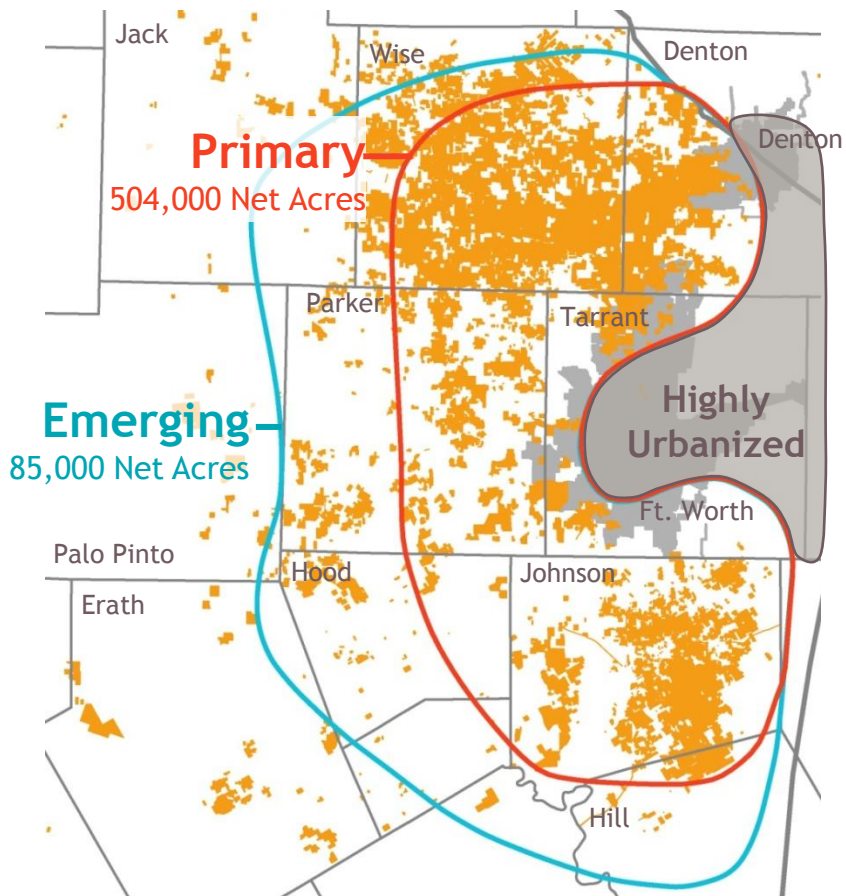 Jack
Wise
Denton
Denton
Primary
504,000 Net Acres
Parker
Tarrant
Highly
Urbanized
Emerging
85,000 Net Acres
Ft. Worth
Palo Pinto
Hood
Johnson
Erath
Hill